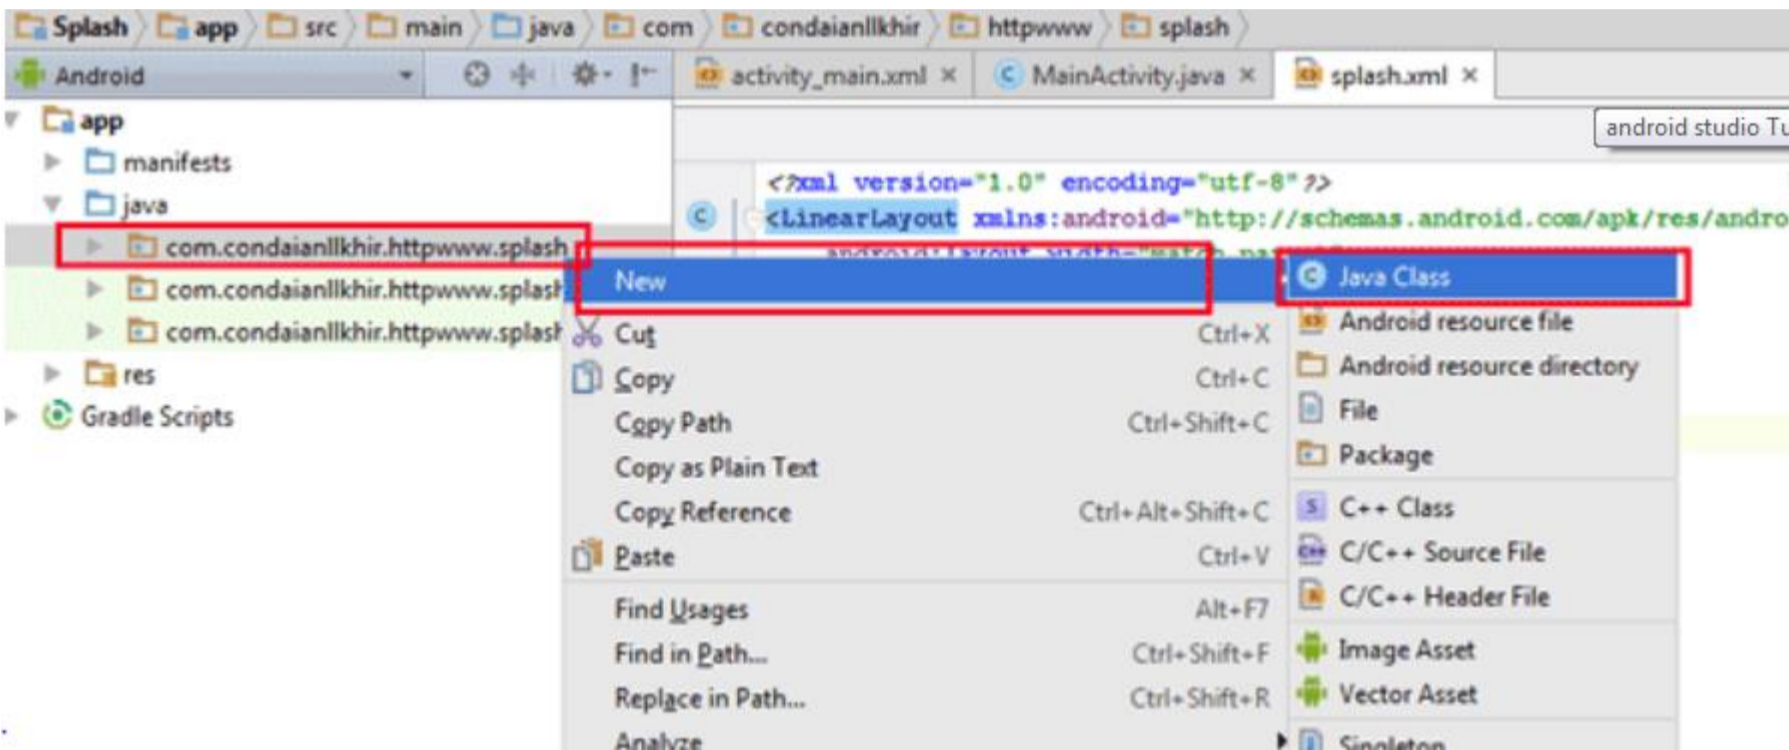 Splash app src main java com condaianllkhir httpwww splash
Android
activity_main.xml MainActivity.java splash.xml
app
android studio Tu
manifests
<?xml version="1.0" encoding="utf-8"?>
java
<LinearLayout xmlns:android="http://schemas.android.com/apk/res/andro
com.condaianllkhir.httpwww.splash
New
Java Class
com.condaianllkhir.httpwww.splash
Android resource file
com.condaianllkhir.httpwww.splash
Cut Ctrl+X
Android resource directory
res
Copy Ctrl+C
File
Gradle Scripts
Copy Path Ctrl+Shift+C
Package
Copy as Plain Text
Copy Reference Ctrl+Alt+Shift+C
C++ Class
Paste Ctrl+V
C/C++ Source File
C/C++ Header File
Find Usages Alt+F7
Find in Path... Ctrl+Shift+F
Image Asset
Replace in Path... Ctrl+Shift+R
Vector Asset
Analyze
Singleton